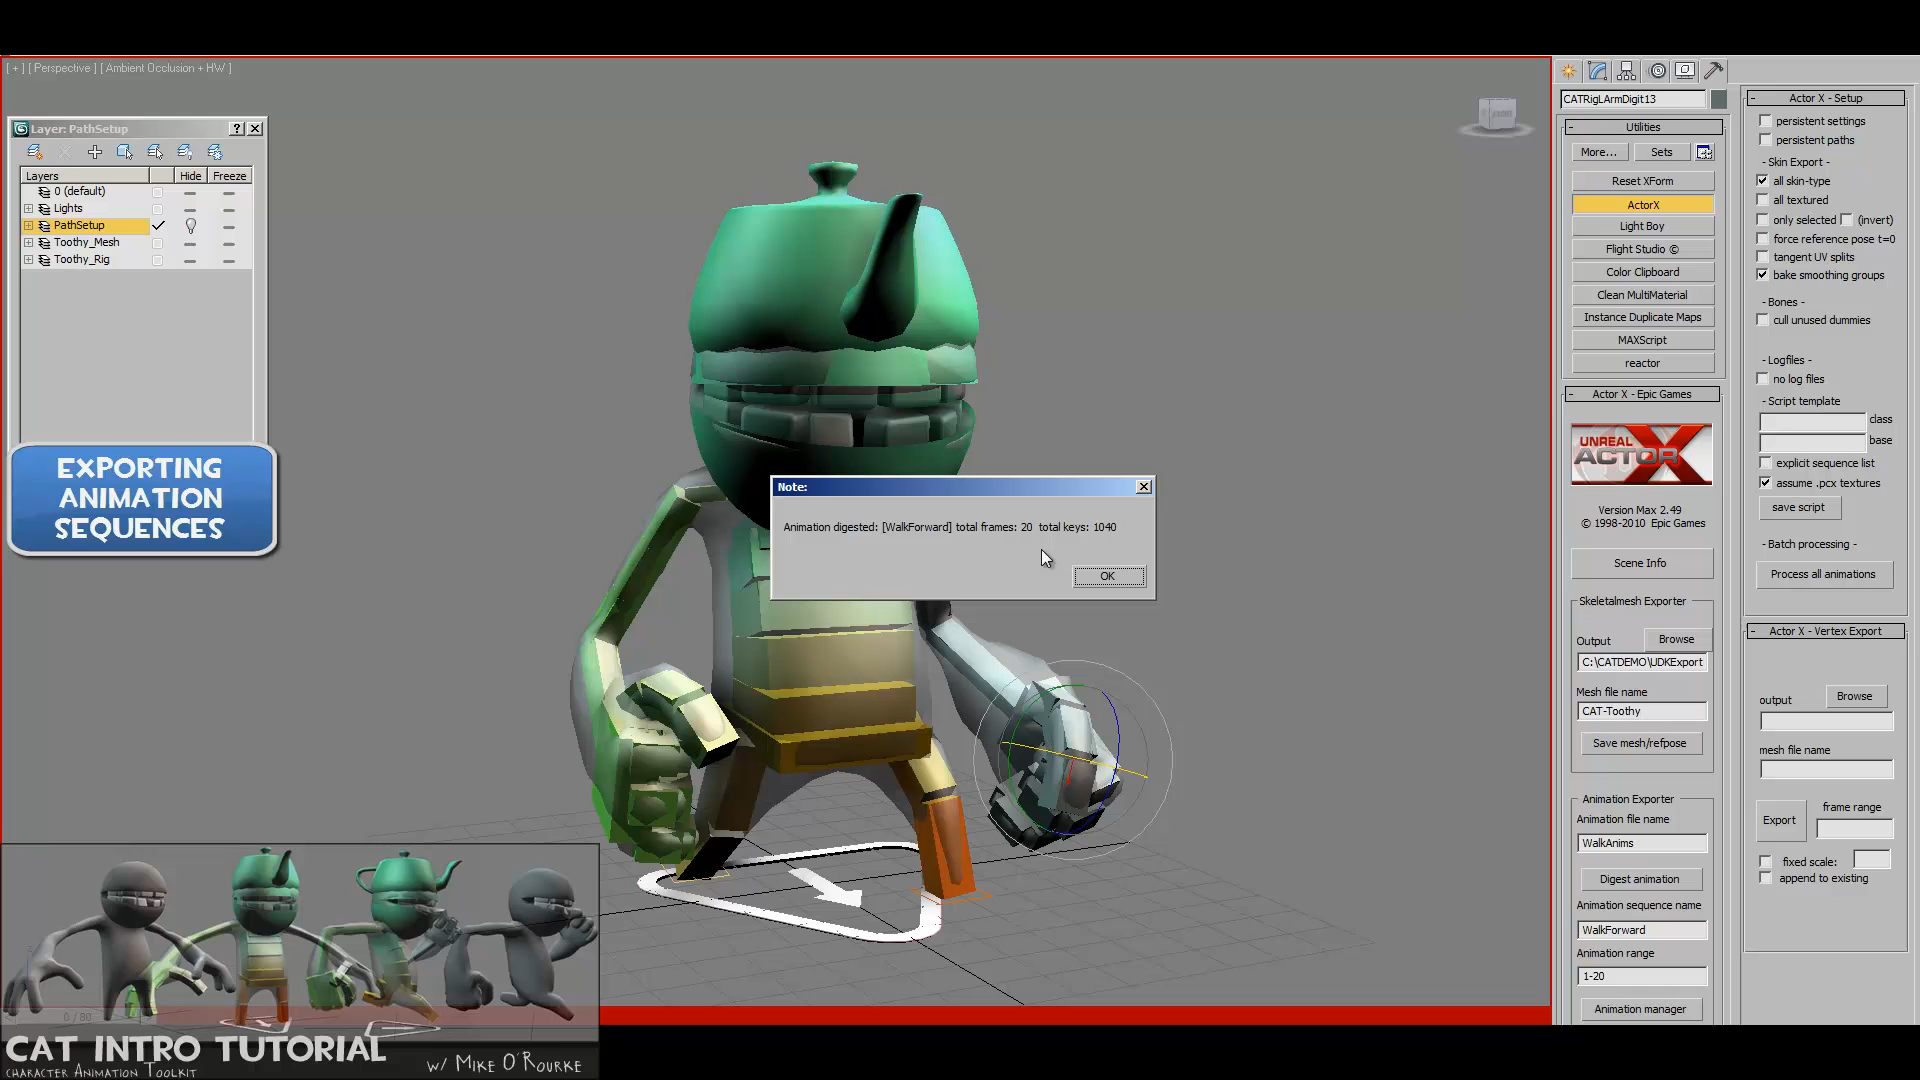 [ + ] [ Perspective ] [ Ambient Occlusion + HW ]
Layer: PathSetup
Layers Hide Freeze
0 (default)
Lights
PathSetup
Toothy_Mesh
Toothy_Rig
EXPORTING
ANIMATION
SEQUENCES
Note:
Animation digested: [WalkForward] total frames: 20 total keys: 1040
OK
0 / 80
CAT INTRO TUTORIAL
CHARACTER ANIMATION TOOLKIT
W/ MIKE O'ROURKE
CATRigLArmDigit13
Utilities
More... Sets
Reset XForm
ActorX
Light Boy
Flight Studio ©
Color Clipboard
Clean MultiMaterial
Instance Duplicate Maps
MAXScript
reactor
Actor X - Epic Games
UNREAL
ACTOR X
Version Max 2.49
© 1998-2010 Epic Games
Scene Info
Skeletalmesh Exporter
Output Browse
C:\CATDEMO\UDKExport
Mesh file name
CAT-Toothy
Save mesh/refpose
Animation Exporter
Animation file name
WalkAnims
Digest animation
Animation sequence name
WalkForward
Animation range
1-20
Animation manager
Actor X - Setup
persistent settings
persistent paths
- Skin Export -
all skin-type
all textured
only selected (invert)
force reference pose t=0
tangent UV splits
bake smoothing groups
- Bones -
cull unused dummies
- Logfiles -
no log files
- Script template
class
base
explicit sequence list
assume .pcx textures
save script
- Batch processing -
Process all animations
Actor X - Vertex Export
output Browse
mesh file name
Export frame range
fixed scale:
append to existing